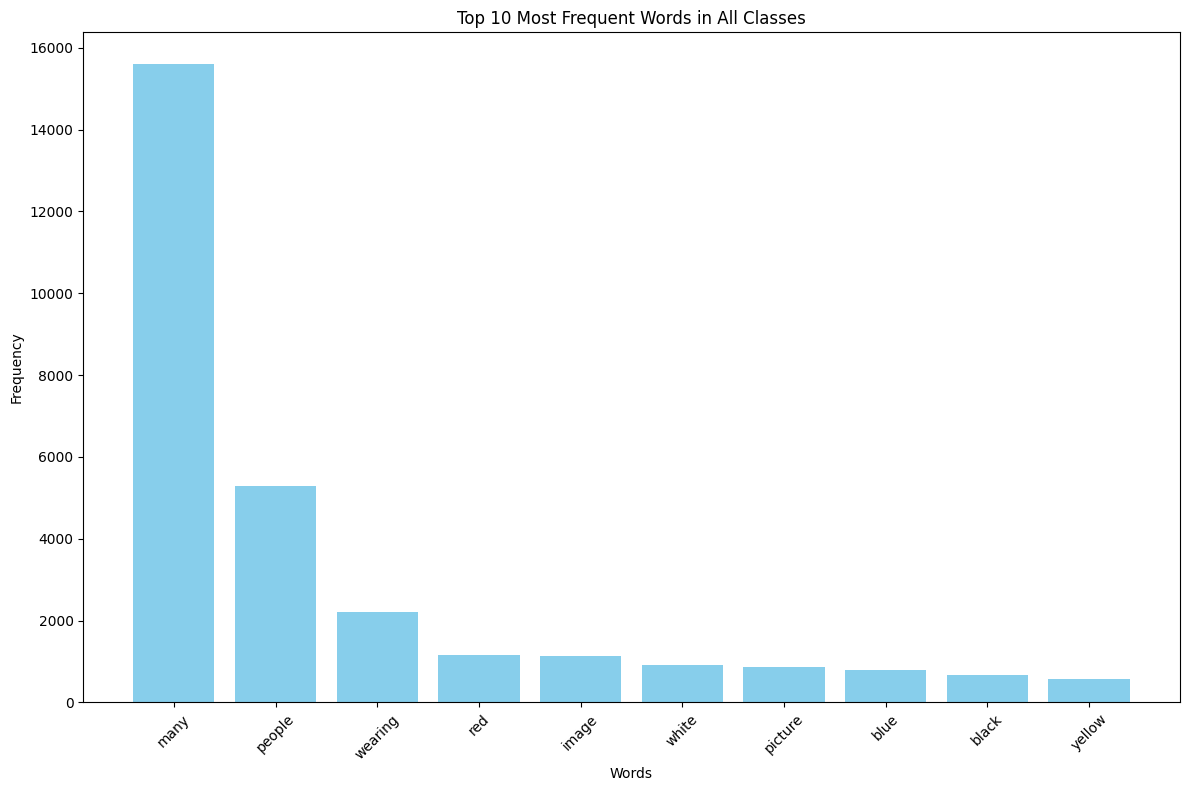 Top 10 Most Frequent Words in All Classes
16000
14000
12000
10000
8000
6000
4000
2000
0
Frequency
many people wearing red image white picture blue black yellow
Words